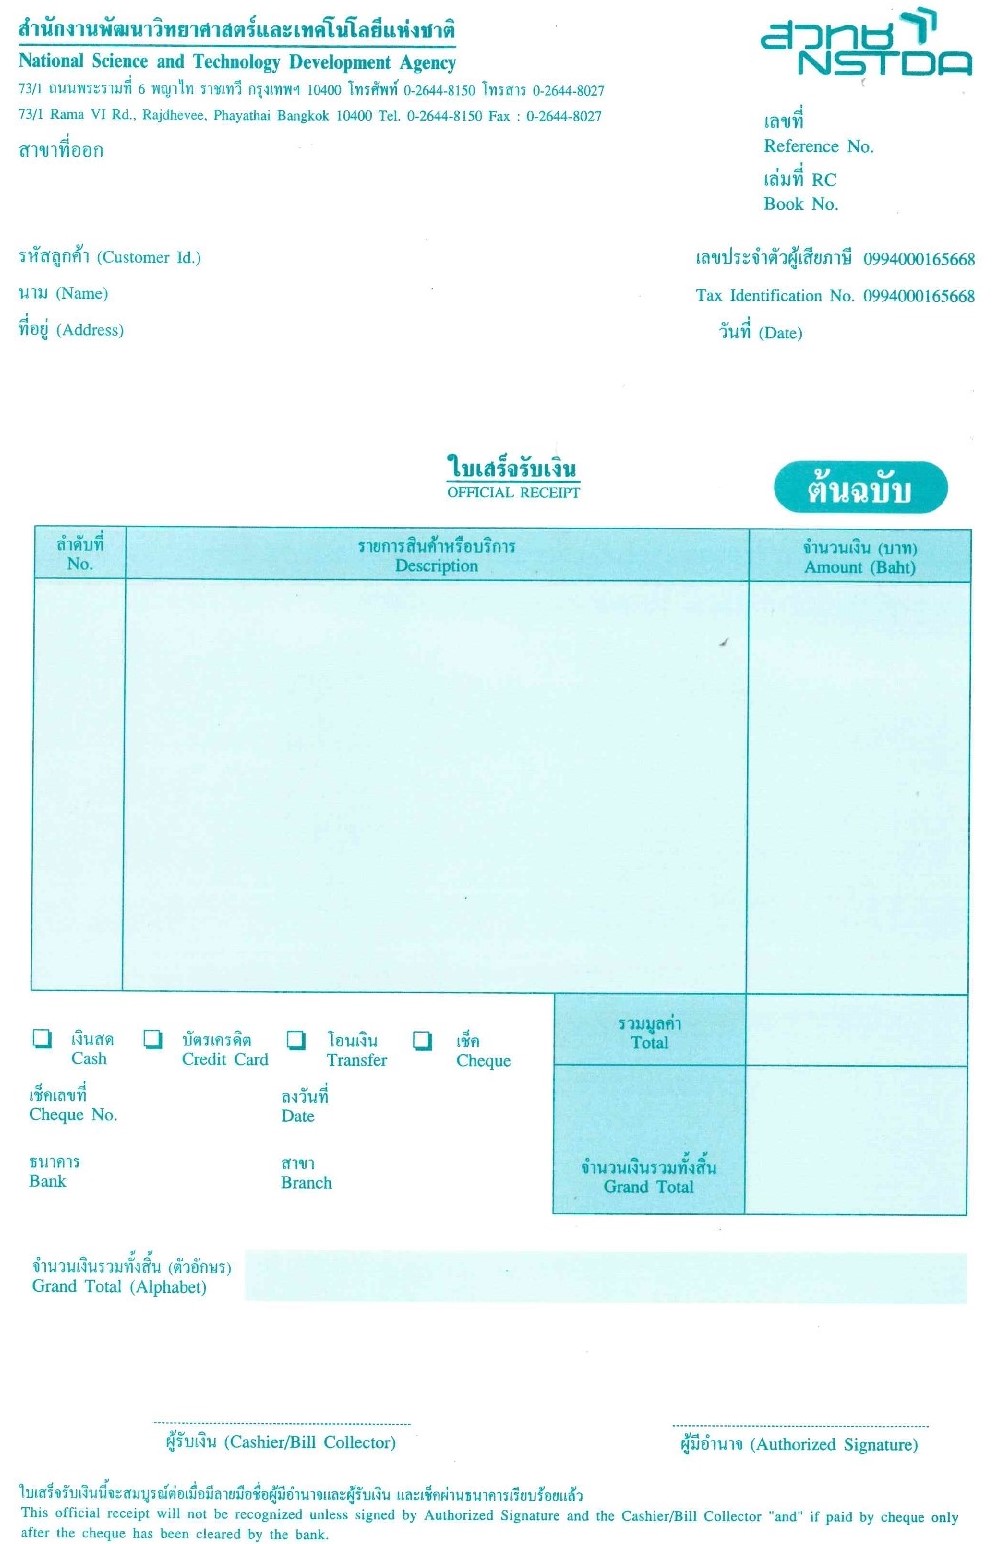 สำนักงานพัฒนาวิทยาศาสตร์และเทคโนโลยีแห่งชาติ
National Science and Technology Development Agency
73/1 ถนนพระรามที่ 6 พญาไท ราชเทวี กรุงเทพฯ 10400 โทรศัพท์ 0-2644-8150 โทรสาร 0-2644-8027
73/1 Rama VI Rd., Rajdhevee, Phayathai Bangkok 10400 Tel. 0-2644-8150 Fax : 0-2644-8027
สาขาที่ออก
สวทช
NSTDA
เลขที่
Reference No.
เล่มที่ RC
Book No.
รหัสลูกค้า (Customer Id.)
นาม (Name)
ที่อยู่ (Address)
เลขประจำตัวผู้เสียภาษี 0994000165668
Tax Identification No. 0994000165668
วันที่ (Date)
ใบเสร็จรับเงิน
OFFICIAL RECEIPT
ต้นฉบับ
ลำดับที่ รายการสินค้าหรือบริการ จำนวนเงิน (บาท)
No. Description Amount (Baht)
รวมมูลค่า
Total
เงินสด บัตรเครดิต โอนเงิน เช็ค
Cash Credit Card Transfer Cheque
เช็คเลขที่ ลงวันที่
Cheque No. Date
ธนาคาร สาขา
Bank Branch
จำนวนเงินรวมทั้งสิ้น
Grand Total
จำนวนเงินรวมทั้งสิ้น (ตัวอักษร)
Grand Total (Alphabet)
ผู้รับเงิน (Cashier/Bill Collector)
ผู้มีอำนาจ (Authorized Signature)
ใบเสร็จรับเงินนี้จะสมบูรณ์ต่อเมื่อมีลายมือชื่อผู้มีอำนาจและผู้รับเงิน และเช็คผ่านธนาคารเรียบร้อยแล้ว
This official receipt will not be recognized unless signed by Authorized Signature and the Cashier/Bill Collector "and" if paid by cheque only
after the cheque has been cleared by the bank.